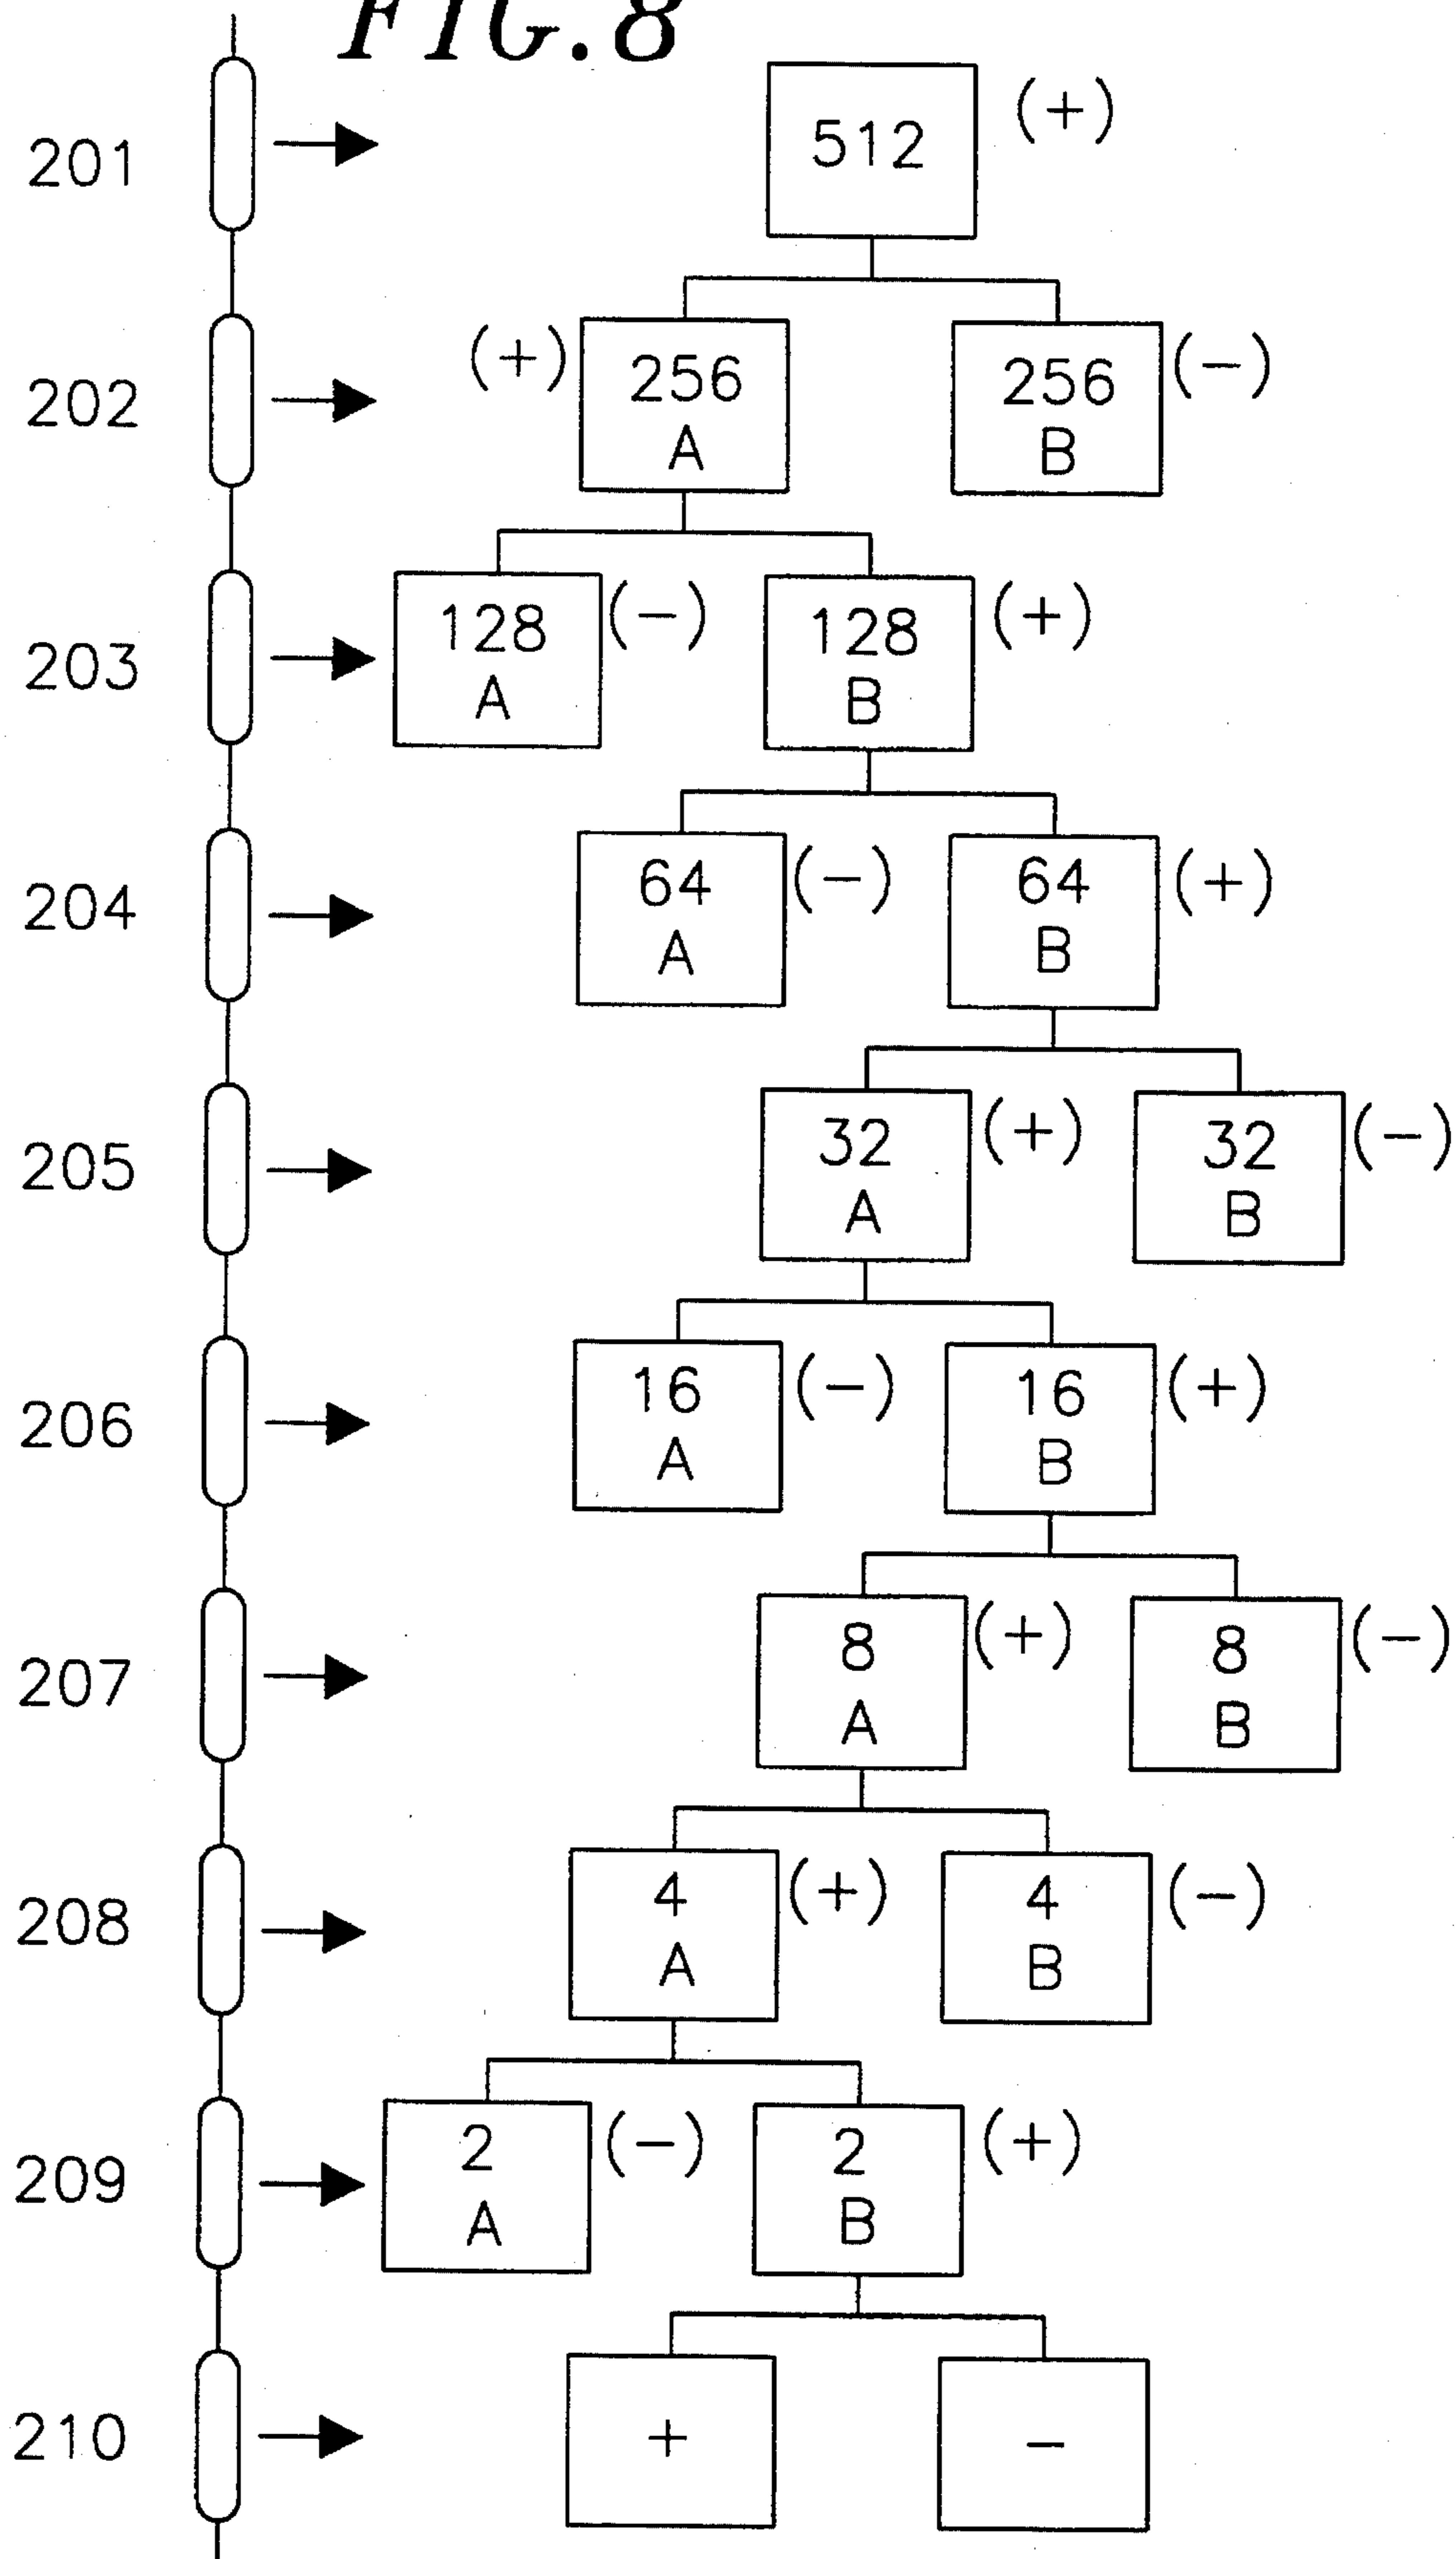 FIG. 8
201 512 (+)
202 (+) 256 A 256 B (-)
203 128 A (-) 128 B (+)
204 64 A (-) 64 B (+)
205 32 A (+) 32 B (-)
206 16 A (-) 16 B (+)
207 8 A (+) 8 B (-)
208 4 A (+) 4 B (-)
209 2 A (-) 2 B (+)
210 + -